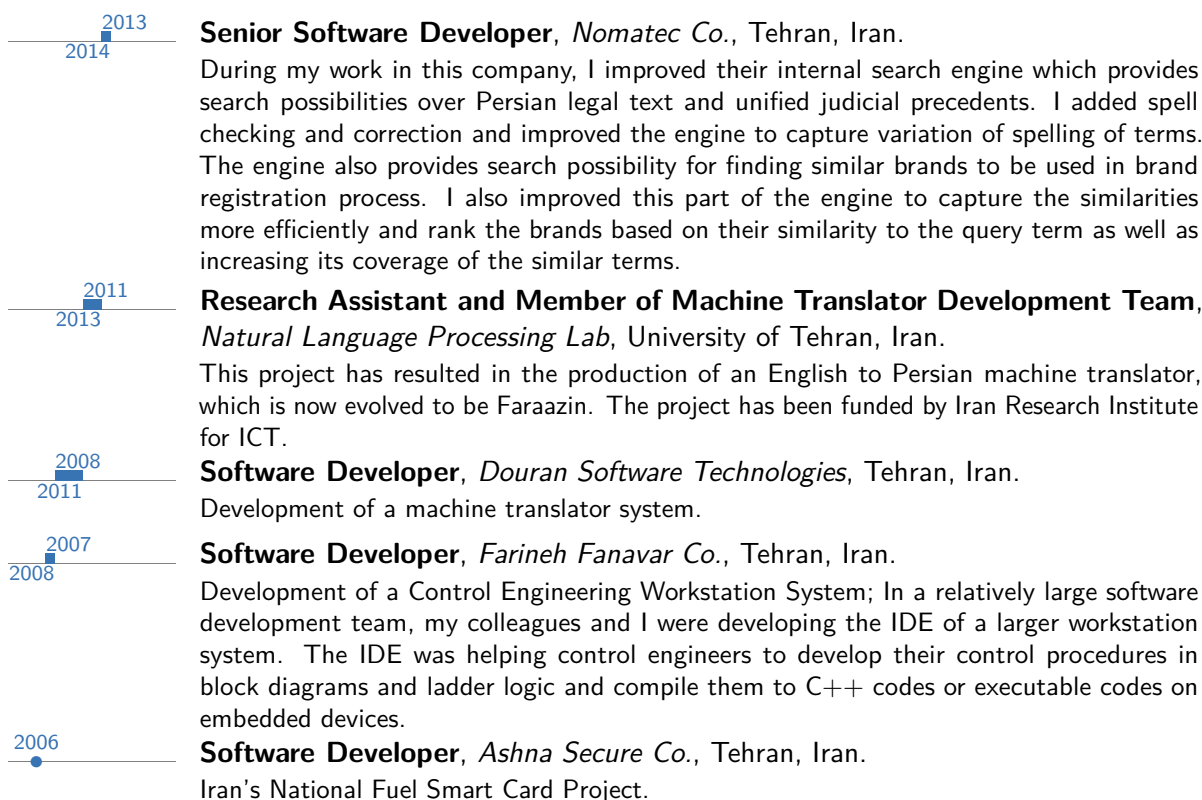 2013
2014
Senior Software Developer, Nomatec Co., Tehran, Iran.
During my work in this company, I improved their internal search engine which provides
search possibilities over Persian legal text and unified judicial precedents. I added spell
checking and correction and improved the engine to capture variation of spelling of terms.
The engine also provides search possibility for finding similar brands to be used in brand
registration process. I also improved this part of the engine to capture the similarities
more efficiently and rank the brands based on their similarity to the query term as well as
increasing its coverage of the similar terms.
2011
2013
Research Assistant and Member of Machine Translator Development Team,
Natural Language Processing Lab, University of Tehran, Iran.
This project has resulted in the production of an English to Persian machine translator,
which is now evolved to be Faraazin. The project has been funded by Iran Research Institute
for ICT.
2008
2011
Software Developer, Douran Software Technologies, Tehran, Iran.
Development of a machine translator system.
2007
2008
Software Developer, Farineh Fanavar Co., Tehran, Iran.
Development of a Control Engineering Workstation System; In a relatively large software
development team, my colleagues and I were developing the IDE of a larger workstation
system. The IDE was helping control engineers to develop their control procedures in
block diagrams and ladder logic and compile them to C++ codes or executable codes on
embedded devices.
2006
Software Developer, Ashna Secure Co., Tehran, Iran.
Iran's National Fuel Smart Card Project.